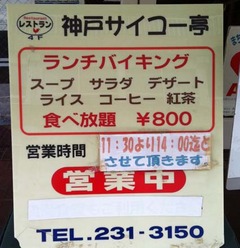 Restaurant
レストラン
4F
神戸サイコー亭
ランチバイキング
スープ サラダ デザート
ライス コーヒー 紅茶
食べ放題 ¥800
営業時間
11:30より14:00迄と
させて頂きます。
営業中
TEL.231-3150